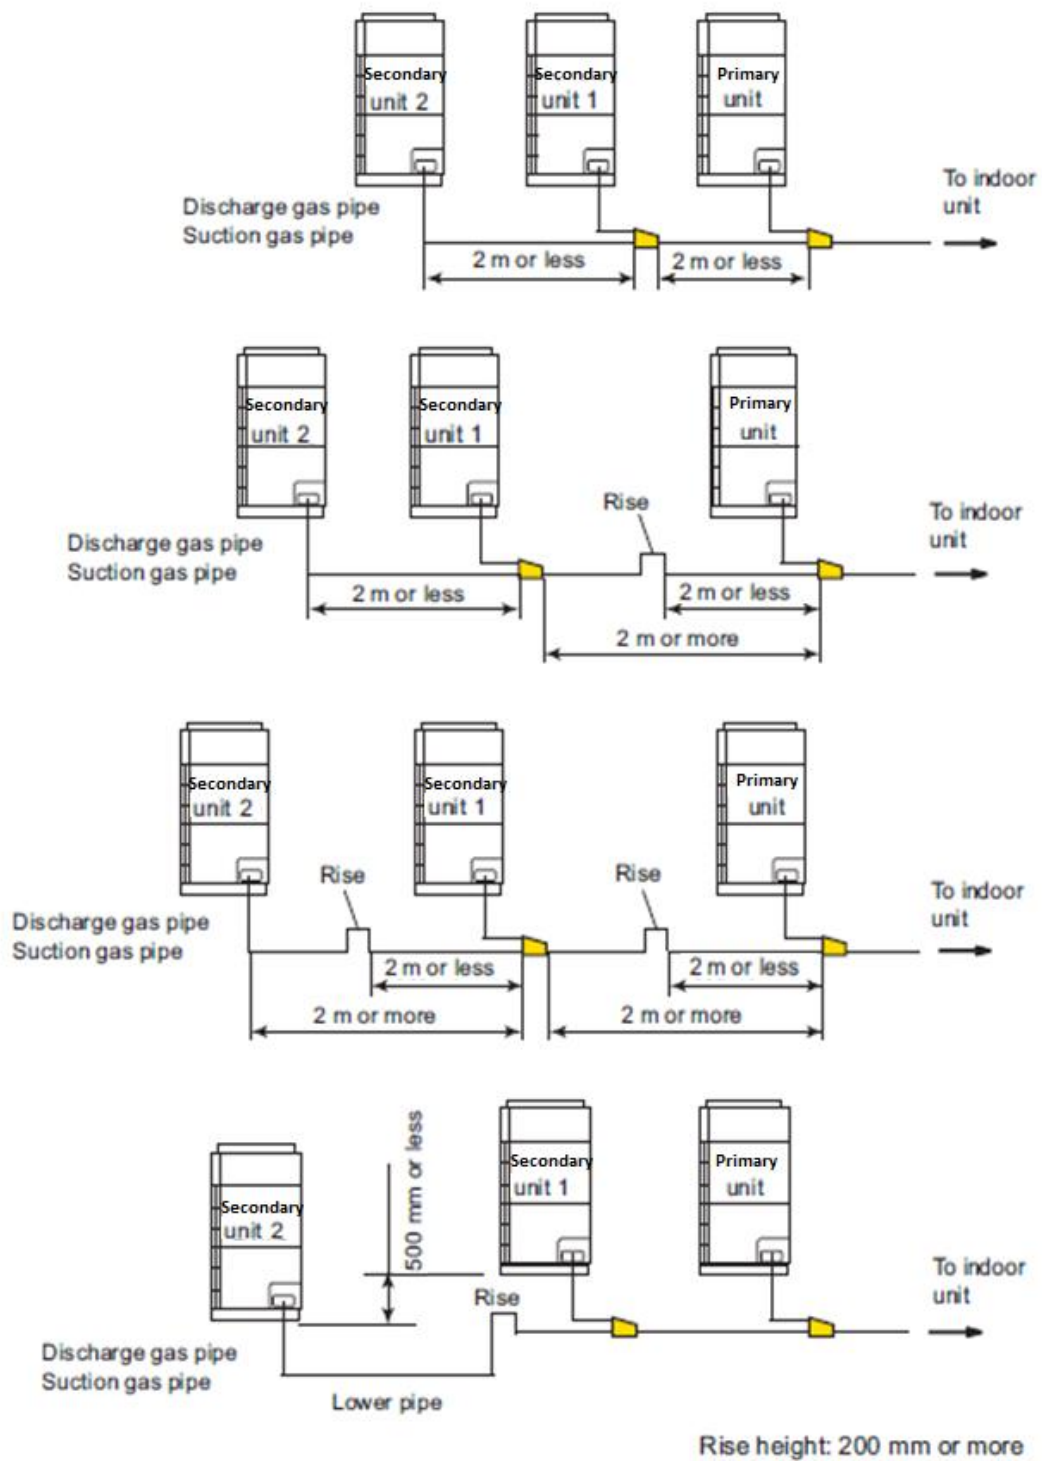 Secondary
unit 2
Secondary
unit 1
Primary
unit
Discharge gas pipe
Suction gas pipe
To indoor
unit
2 m or less
2 m or less
Secondary
unit 2
Secondary
unit 1
Primary
unit
Rise
Discharge gas pipe
Suction gas pipe
To indoor
unit
2 m or less
2 m or less
2 m or more
Secondary
unit 2
Secondary
unit 1
Primary
unit
Rise
Rise
Discharge gas pipe
Suction gas pipe
To indoor
unit
2 m or less
2 m or less
2 m or more
2 m or more
Secondary
unit 2
500 mm or less
Secondary
unit 1
Primary
unit
Rise
To indoor
unit
Discharge gas pipe
Suction gas pipe
Lower pipe
Rise height: 200 mm or more